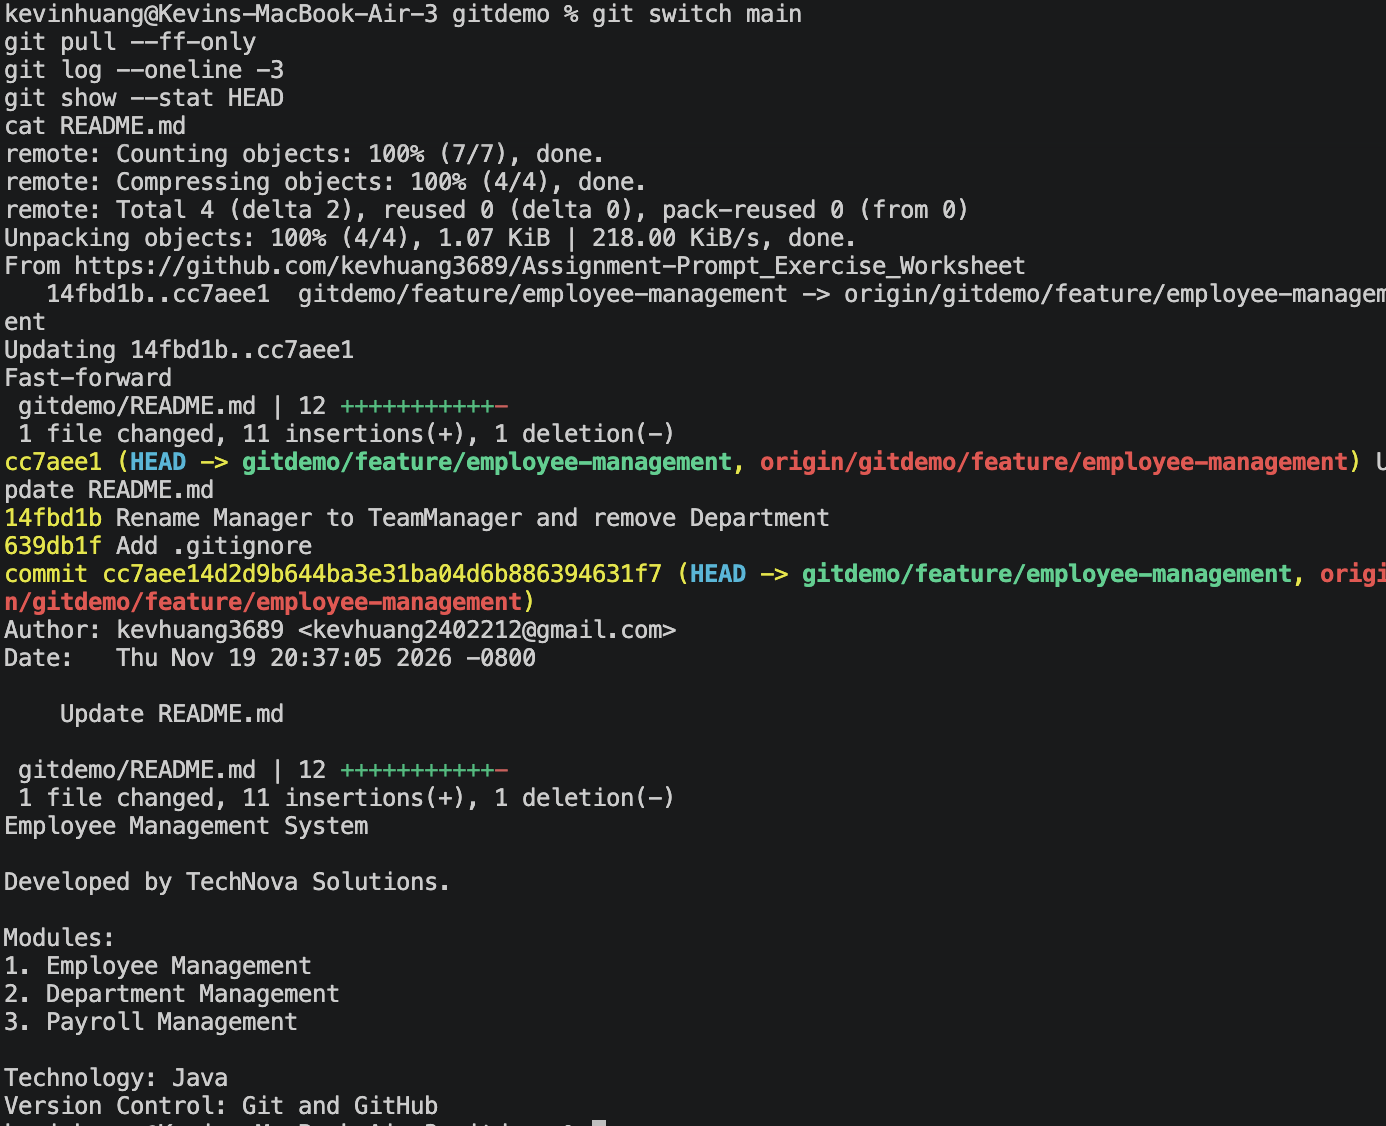 kevinhuang@Kevins-MacBook-Air-3 gitdemo % git switch main
git pull --ff-only
git log --oneline -3
git show --stat HEAD
cat README.md
remote: Counting objects: 100% (7/7), done.
remote: Compressing objects: 100% (4/4), done.
remote: Total 4 (delta 2), reused 0 (delta 0), pack-reused 0 (from 0)
Unpacking objects: 100% (4/4), 1.07 KiB | 218.00 KiB/s, done.
From https://github.com/kevhuang3689/Assignment-Prompt_Exercise_Worksheet
   14fbd1b..cc7aee1  gitdemo/feature/employee-management -> origin/gitdemo/feature/employee-managem
ent
Updating 14fbd1b..cc7aee1
Fast-forward
 gitdemo/README.md | 12 +++++++++++-
 1 file changed, 11 insertions(+), 1 deletion(-)
cc7aee1 (HEAD -> gitdemo/feature/employee-management, origin/gitdemo/feature/employee-management) U
pdate README.md
14fbd1b Rename Manager to TeamManager and remove Department
639db1f Add .gitignore
commit cc7aee14d2d9b644ba3e31ba04d6b886394631f7 (HEAD -> gitdemo/feature/employee-management, origi
n/gitdemo/feature/employee-management)
Author: kevhuang3689 <kevhuang2402212@gmail.com>
Date:   Thu Nov 19 20:37:05 2026 -0800

    Update README.md

 gitdemo/README.md | 12 +++++++++++-
 1 file changed, 11 insertions(+), 1 deletion(-)
Employee Management System

Developed by TechNova Solutions.

Modules:
1. Employee Management
2. Department Management
3. Payroll Management

Technology: Java
Version Control: Git and GitHub